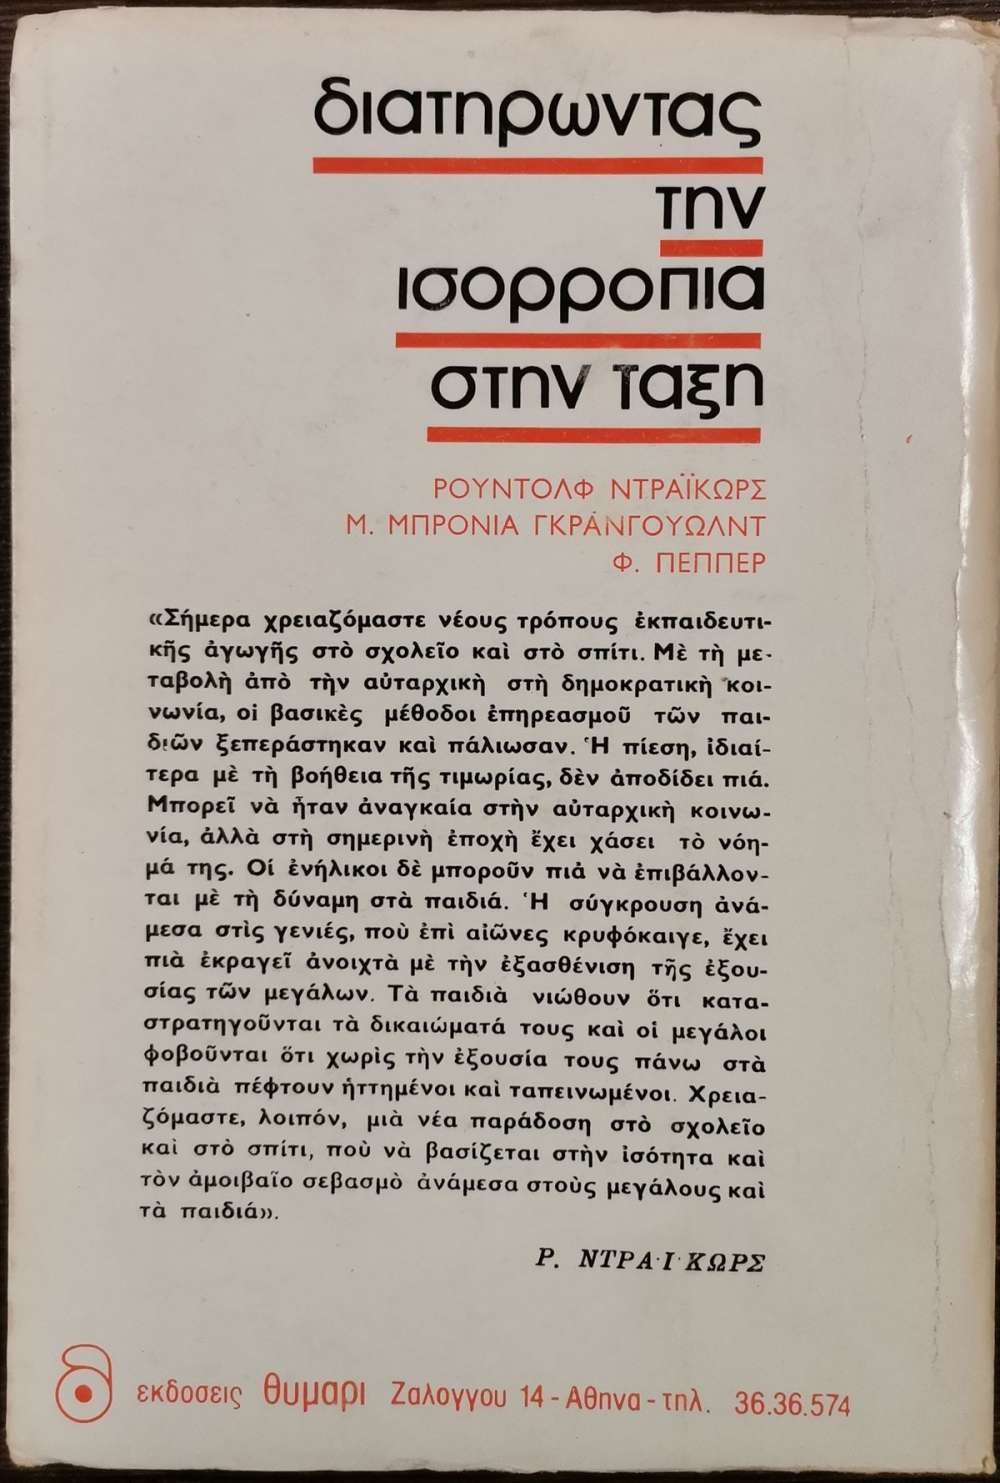 διατηρωντας
την
ισορροπια
στην ταξη
ΡΟΥΝΤΟΛΦ ΝΤΡΑΪΚΩΡΣ
Μ. ΜΠΡΟΝΙΑ ΓΚΡΑΝΓΟΥΩΛΝΤ
Φ. ΠΕΠΠΕΡ
«Σήμερα χρειαζόμαστε νέους τρόπους ἐκπαιδευτι-
κῆς ἀγωγῆς στὸ σχολεῖο καὶ στὸ σπίτι. Μὲ τὴ με-
ταβολὴ ἀπὸ τὴν αὐταρχικὴ στὴ δημοκρατικὴ κοι-
νωνία, οἱ βασικὲς μέθοδοι ἐπηρεασμοῦ τῶν παι-
διῶν ξεπεράστηκαν καὶ πάλιωσαν. Ἡ πίεση, ἰδιαί-
τερα μὲ τὴ βοήθεια τῆς τιμωρίας, δὲν ἀποδίδει πιά.
Μπορεῖ νὰ ἦταν ἀναγκαία στὴν αὐταρχικὴ κοινω-
νία, ἀλλὰ στὴ σημερινὴ ἐποχὴ ἔχει χάσει τὸ νόη-
μά της. Οἱ ἐνήλικοι δὲ μποροῦν πιὰ νὰ ἐπιβάλλον-
ται μὲ τὴ δύναμη στὰ παιδιά. Ἡ σύγκρουση ἀνά-
μεσα στὶς γενιές, ποὺ ἐπὶ αἰῶνες κρυφόκαιγε, ἔχει
πιὰ ἐκραγεῖ ἀνοιχτὰ μὲ τὴν ἐξασθένιση τῆς ἐξου-
σίας τῶν μεγάλων. Τὰ παιδιὰ νιώθουν ὅτι κατα-
στρατηγοῦνται τὰ δικαιώματά τους καὶ οἱ μεγάλοι
φοβοῦνται ὅτι χωρὶς τὴν ἐξουσία τους πάνω στὰ
παιδιὰ πέφτουν ἡττημένοι καὶ ταπεινωμένοι. Χρεια-
ζόμαστε, λοιπόν, μιὰ νέα παράδοση στὸ σχολεῖο
καὶ στὸ σπίτι, ποὺ νὰ βασίζεται στὴν ἰσότητα καὶ
τὸν ἀμοιβαῖο σεβασμὸ ἀνάμεσα στοὺς μεγάλους καὶ
τὰ παιδιά».
Ρ. ΝΤΡΑ·Ι·ΚΩΡΣ
εκδοσεις θυμαρι Ζαλογγου 14 - Αθηνα - τηλ. 36.36.574